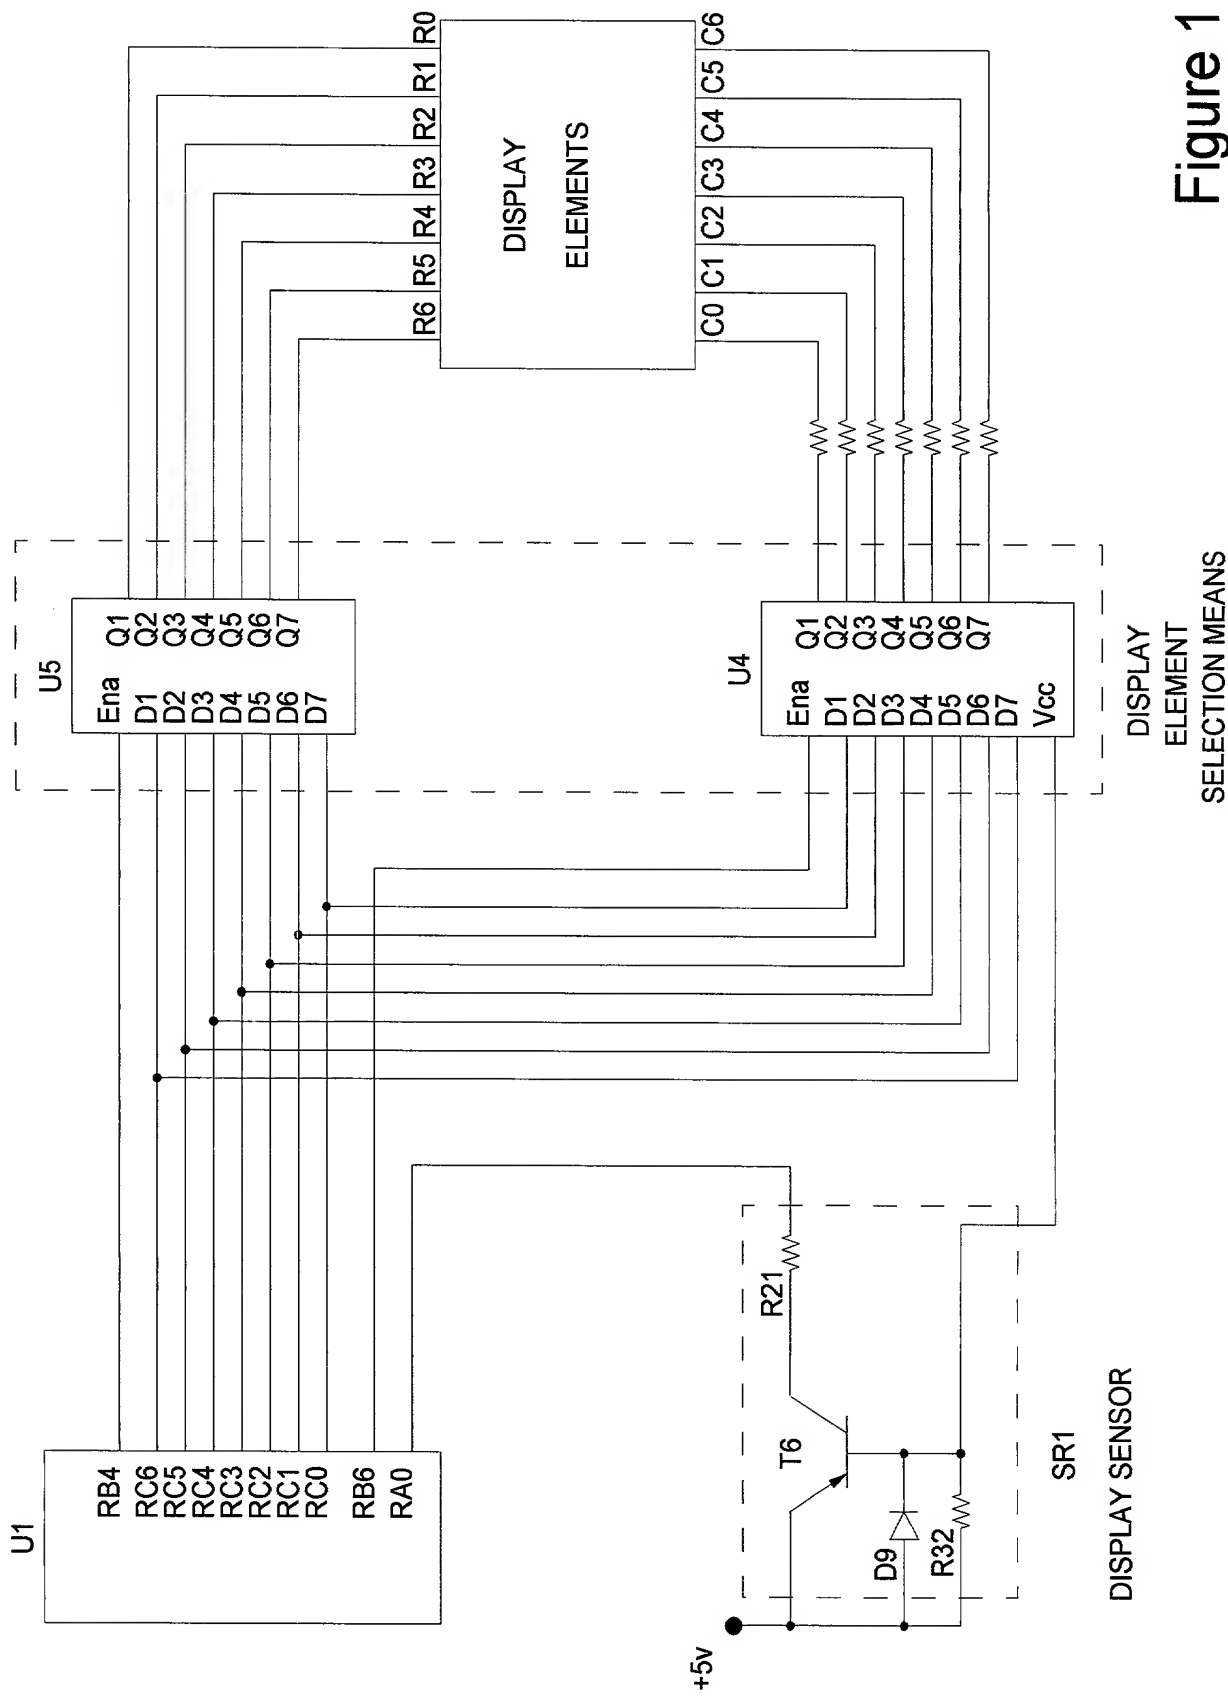 Figure 1
U1
RB4
RC6
RC5
RC4
RC3
RC2
RC1
RC0
RB6
RA0
U5
Ena
D1
D2
D3
D4
D5
D6
D7
Q1
Q2
Q3
Q4
Q5
Q6
Q7
R0
R1
R2
R3
R4
R5
R6
DISPLAY
ELEMENTS
C6
C5
C4
C3
C2
C1
C0
U4
Ena
D1
D2
D3
D4
D5
D6
D7
Vcc
Q1
Q2
Q3
Q4
Q5
Q6
Q7
DISPLAY
ELEMENT
SELECTION MEANS
+5v
R21
T6
D9
R32
SR1
DISPLAY SENSOR